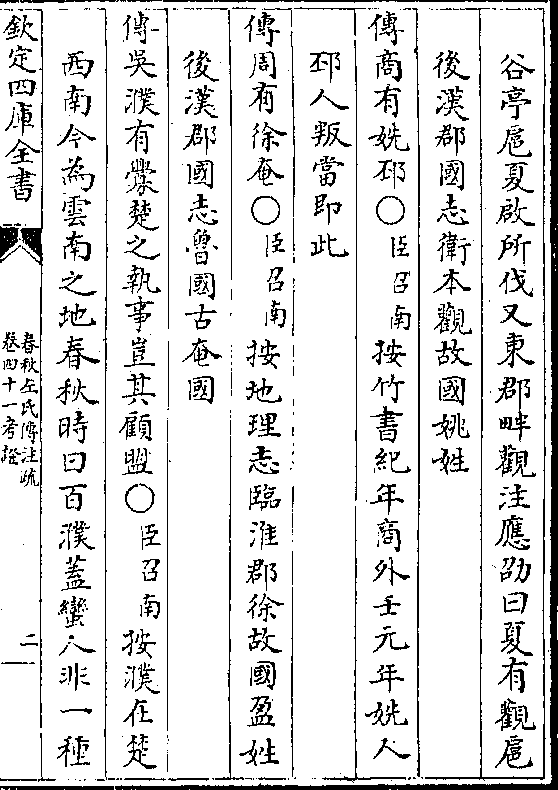 谷亭扈夏啟所伐又東郡畔觀注應劭曰夏有觀扈
後漢郡國志衛本觀故國姚姓
傳商有姺邳○臣召南按竹書紀年商外壬元年姺人
邳人叛當即此
傳周有徐奄○臣召南按地理志臨淮郡徐故國盈姓
後漢郡國志魯國古奄國
傳吳濮有釁楚之執事豈其顧盟○臣召南按濮在楚
西南今為雲南之地春秋時曰百濮蓋蠻人非一種
欽定四庫全書
春秋左氏傳注疏
卷四十一考證
二